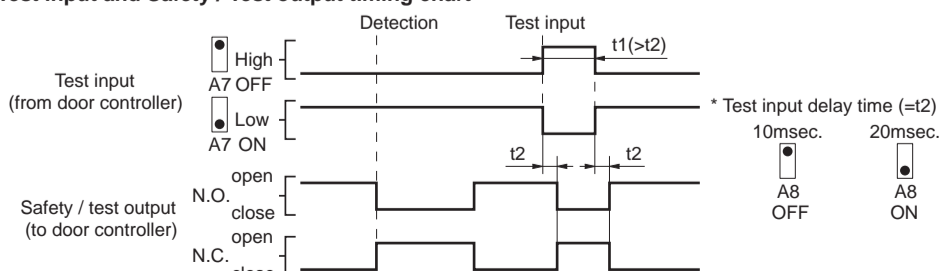 Test input and Safety / Test output timing chart
Detection
Test input
High
t1(>t2)
A7 OFF
Test input
(from door controller)
Low
A7 ON
* Test input delay time (=t2)
10msec.
20msec.
A8
OFF
A8
ON
t2
t2
open
N.O.
close
Safety / test output
(to door controller)
open
N.C.
close